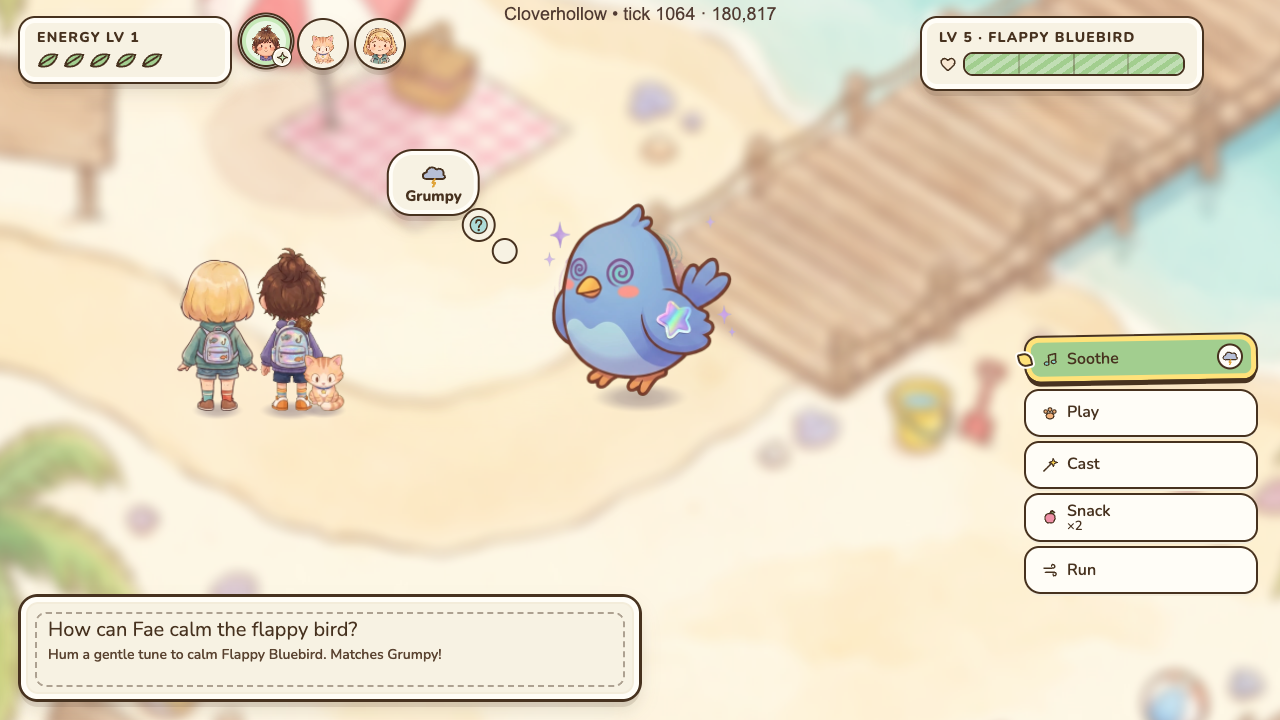 Cloverhollow • tick 1064 · 180,817
ENERGY LV 1
LV 5 · FLAPPY BLUEBIRD
Grumpy
?
Soothe
Play
Cast
Snack
×2
Run
How can Fae calm the flappy bird?
Hum a gentle tune to calm Flappy Bluebird. Matches Grumpy!